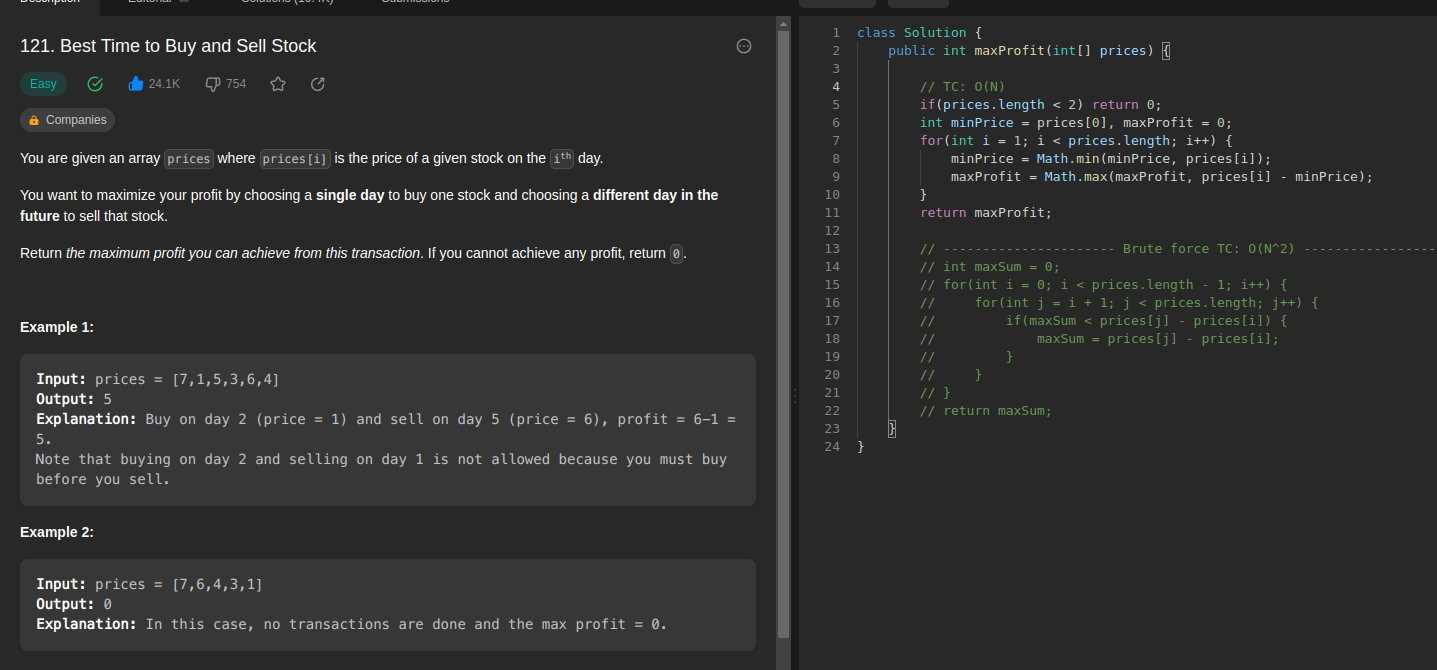 Description Editorial Solutions Submissions
121. Best Time to Buy and Sell Stock
Easy 24.1K 754
Companies
You are given an array prices where prices[i] is the price of a given stock on the ith day.
You want to maximize your profit by choosing a single day to buy one stock and choosing a different day in the
future to sell that stock.
Return the maximum profit you can achieve from this transaction. If you cannot achieve any profit, return 0.
Example 1:
Input: prices = [7,1,5,3,6,4]
Output: 5
Explanation: Buy on day 2 (price = 1) and sell on day 5 (price = 6), profit = 6-1 =
5.
Note that buying on day 2 and selling on day 1 is not allowed because you must buy
before you sell.
Example 2:
Input: prices = [7,6,4,3,1]
Output: 0
Explanation: In this case, no transactions are done and the max profit = 0.
1 class Solution {
2 public int maxProfit(int[] prices) {
3
4 // TC: O(N)
5 if(prices.length < 2) return 0;
6 int minPrice = prices[0], maxProfit = 0;
7 for(int i = 1; i < prices.length; i++) {
8 minPrice = Math.min(minPrice, prices[i]);
9 maxProfit = Math.max(maxProfit, prices[i] - minPrice);
10 }
11 return maxProfit;
12
13 // ---------------------- Brute force TC: O(N^2) -----------------
14 // int maxSum = 0;
15 // for(int i = 0; i < prices.length - 1; i++) {
16 // for(int j = i + 1; j < prices.length; j++) {
17 // if(maxSum < prices[j] - prices[i]) {
18 // maxSum = prices[j] - prices[i];
19 // }
20 // }
21 // }
22 // return maxSum;
23 }
24 }